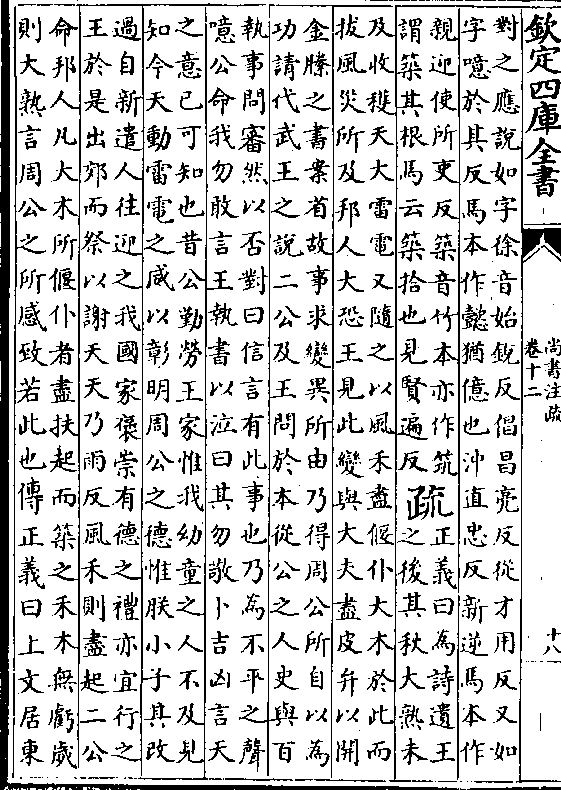 欽定四庫全書
尚書注疏
卷十二
十八
對之應說如字徐音始銳反倡昌亮反從才用反又如
字噫於其反馬本作懿猶億也沖直忠反新逆馬本作
親迎使所吏反築音竹本亦作筑
謂築其根馬云築拾也見賢遍反
疏
正義曰為詩遺王
之後其秋大熟未
及收穫天大雷電又隨之以風禾盡偃仆大木於此而
拔風災所及邦人大恐王見此變與大夫盡皮弁以開
金縢之書案省故事求變異所由乃得周公所自以為
功請代武王之說二公及王問於本從公之人史與百
執事問審然以否對曰信言有此事也乃為不平之聲
噫公命我勿敢言王執書以泣曰其勿敬卜吉凶言天
之意已可知也昔公勤勞王家惟我幼童之人不及見
知今天動雷電之威以彰明周公之德惟朕小子其改
過自新遣人往迎之我國家褒崇有德之禮亦宜行之
王於是出郊而祭以謝天天乃雨反風禾則盡起二公
命邦人凡大木所偃仆者盡扶起而築之禾木無虧歲
則大熟言周公之所感致若此也傳正義曰上文居東